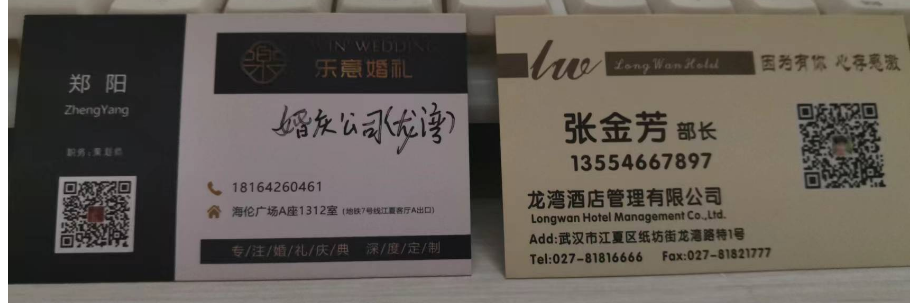 郑 阳
ZhengYang
职务：策划师
IN WEDDING
乐意婚礼
婚庆公司(龙湾)
18164260461
海伦广场A座1312室 (地铁7号线江夏客厅A出口)
专/注/婚/礼/庆/典 深/度/定/制
lw
Long Wan Hotel
因为有你 心存感激
张金芳 部长
13554667897
龙湾酒店管理有限公司
Longwan Hotel Management Co.,Ltd.
Add:武汉市江夏区纸坊街龙湾路特1号
Tel:027-81816666 Fax:027-81821777